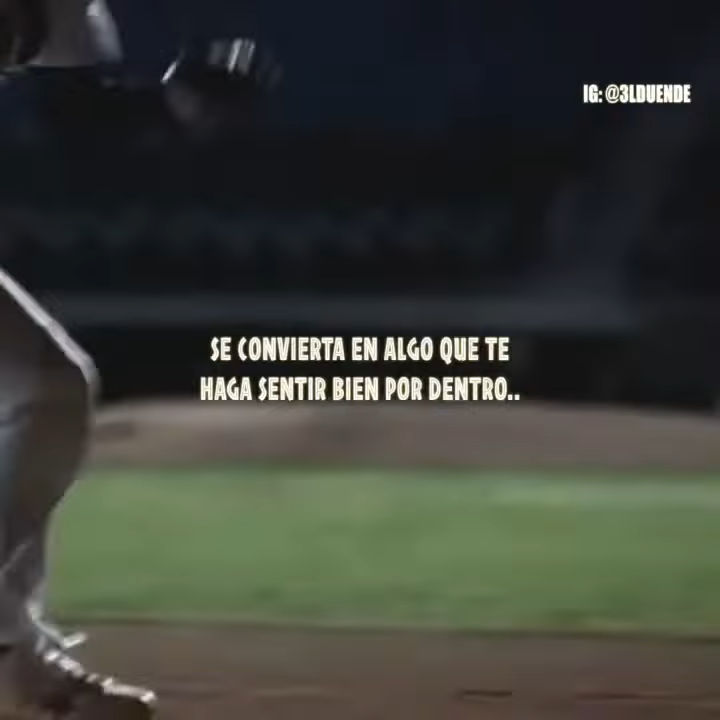 IG: @3LDUENDE
SE CONVIERTA EN ALGO QUE TE
HAGA SENTIR BIEN POR DENTRO..